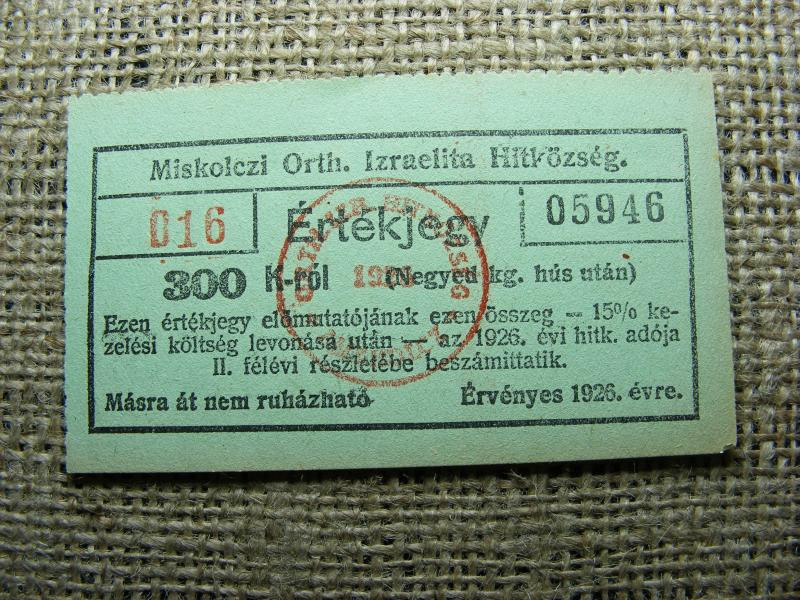 Miskolczi Orth. Izraelita Hitközség.
016
Értékjegy
05946
300 K-ról (Negyed kg. hús után)
Ezen értékjegy előmutatójának ezen összeg — 15% ke-
zelési költség levonása után — az 1926. évi hitk. adója
II. félévi részletébe beszámittatik.
Másra át nem ruházható
Érvényes 1926. évre.